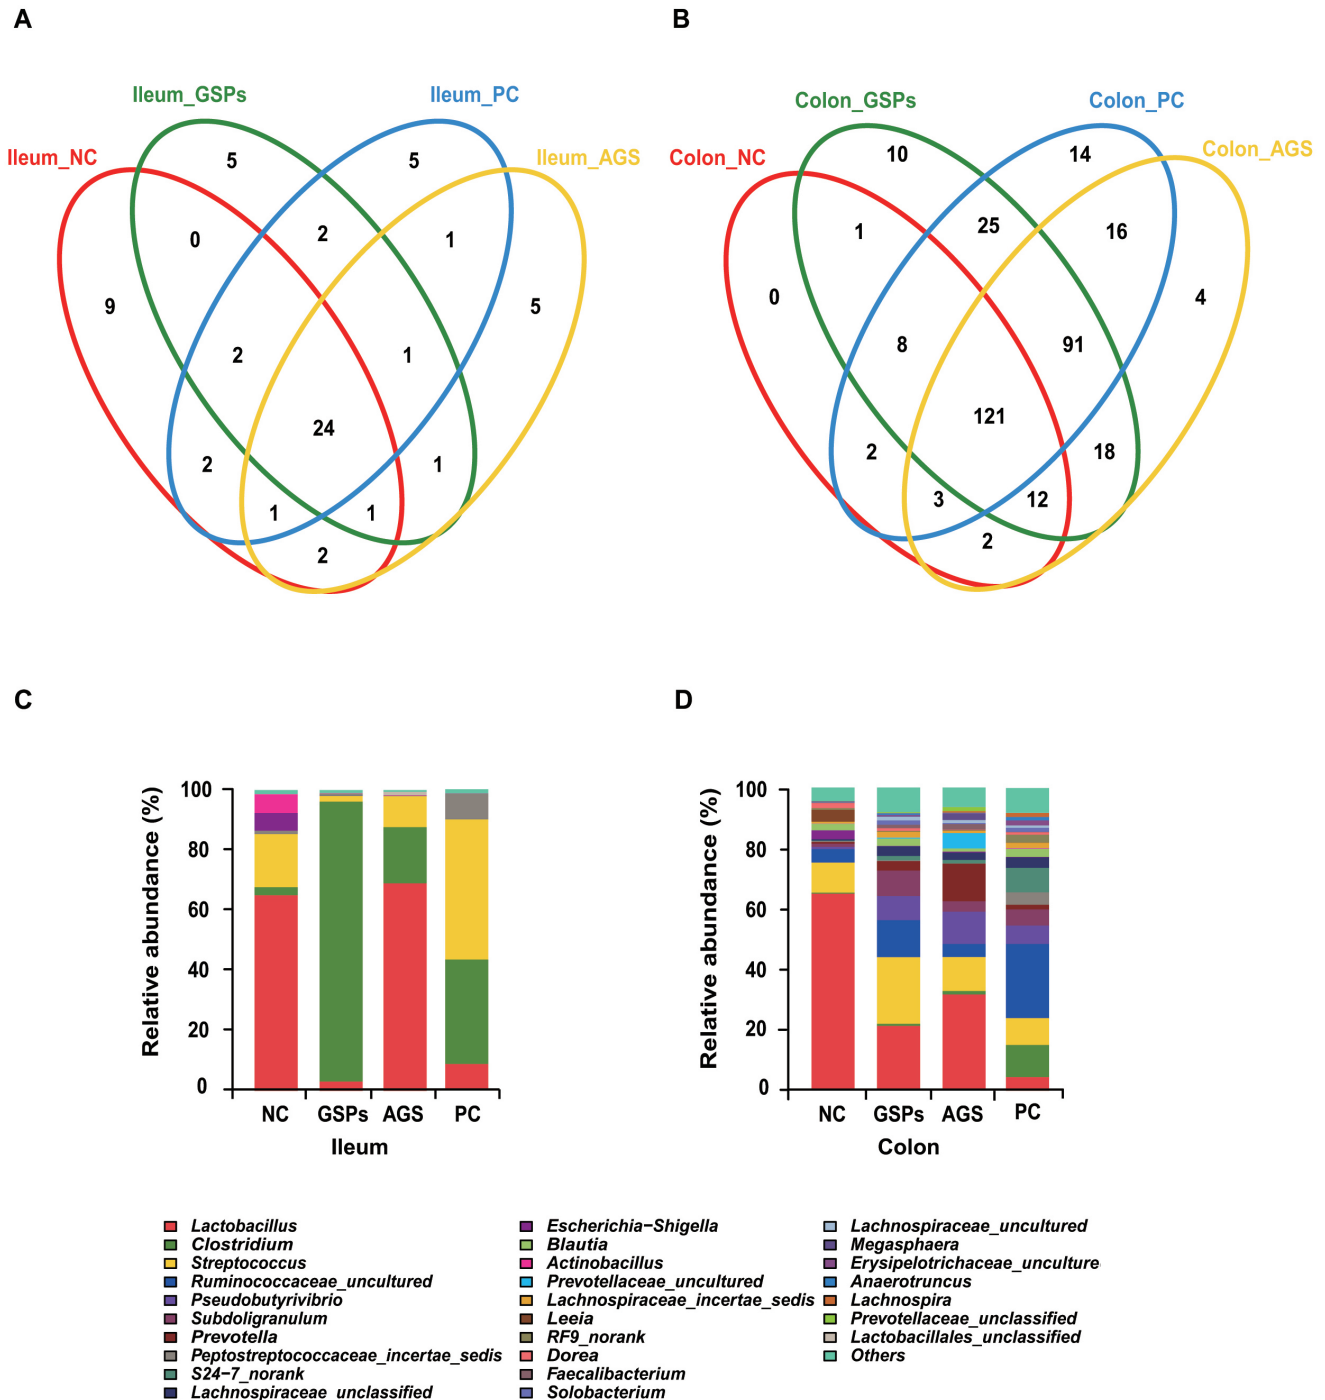 A
B
Ileum_GSPs
Ileum_PC
Ileum_NC
Ileum_AGS
5
5
0
2
1
9
5
2
1
24
2
1
1
1
2
Colon_GSPs
Colon_PC
Colon_NC
Colon_AGS
10
14
1
25
16
0
4
8
91
121
2
18
3
12
2
C
D
Relative abundance (%)
100
80
60
40
20
0
NC GSPs AGS PC
Ileum
Relative abundance (%)
100
80
60
40
20
0
NC GSPs AGS PC
Colon
Lactobacillus
Clostridium
Streptococcus
Ruminococcaceae_uncultured
Pseudobutyrivibrio
Subdoligranulum
Prevotella
Peptostreptococcaceae_incertae_sedis
S24−7_norank
Lachnospiraceae_unclassified
Escherichia−Shigella
Blautia
Actinobacillus
Prevotellaceae_uncultured
Lachnospiraceae_incertae_sedis
Leeia
RF9_norank
Dorea
Faecalibacterium
Solobacterium
Lachnospiraceae_uncultured
Megasphaera
Erysipelotrichaceae_unculture
Anaerotruncus
Lachnospira
Prevotellaceae_unclassified
Lactobacillales_unclassified
Others